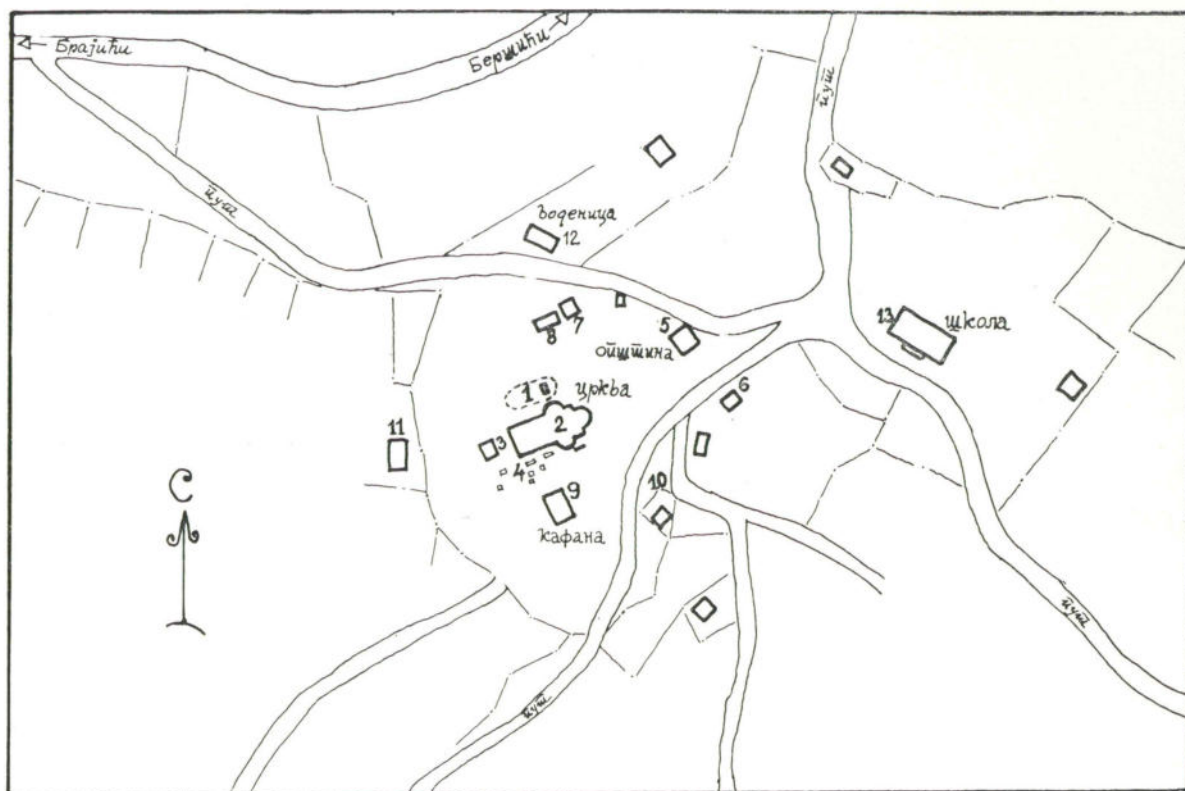 Брајићи
Бершићи
пут
пут
воденица
12
7
8
5
општина
13
школа
1
црква
2
6
3
4
11
9
кафана
10
С
пут
пут